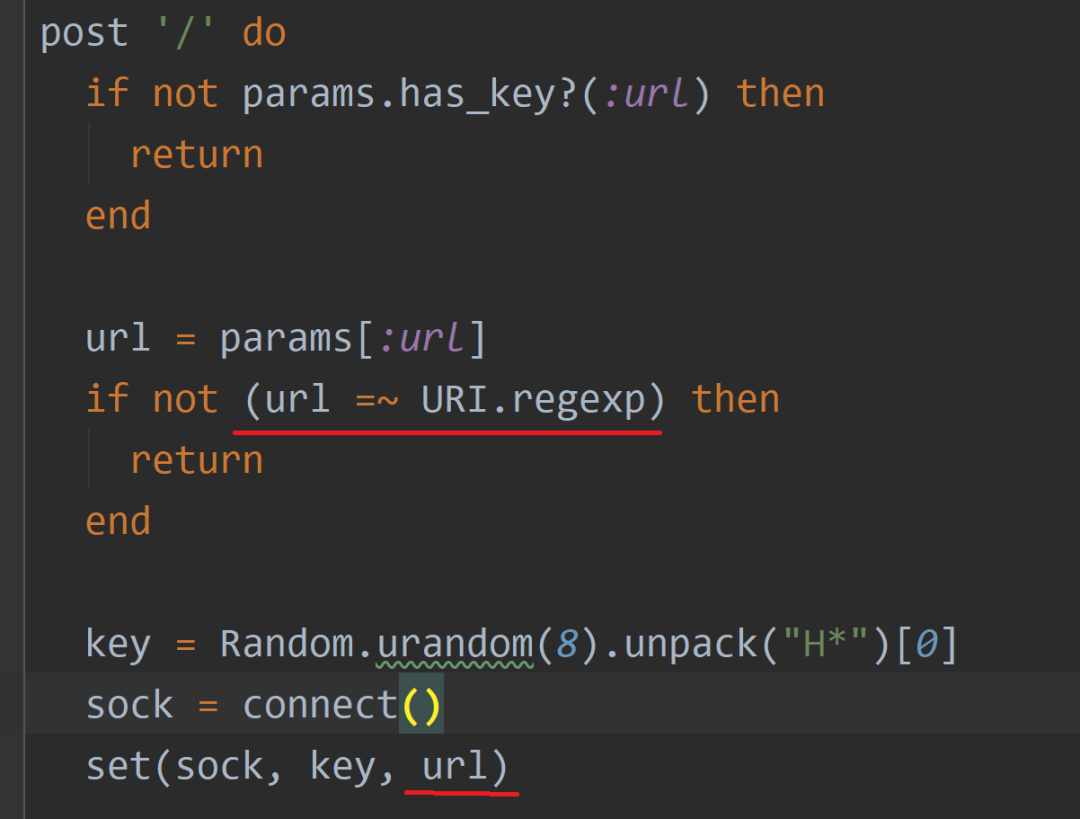 post '/' do
  if not params.has_key?(:url) then
    return
  end
  url = params[:url]
  if not (url =~ URI.regexp) then
    return
  end
  key = Random.urandom(8).unpack("H*")[0]
  sock = connect()
  set(sock, key, url)